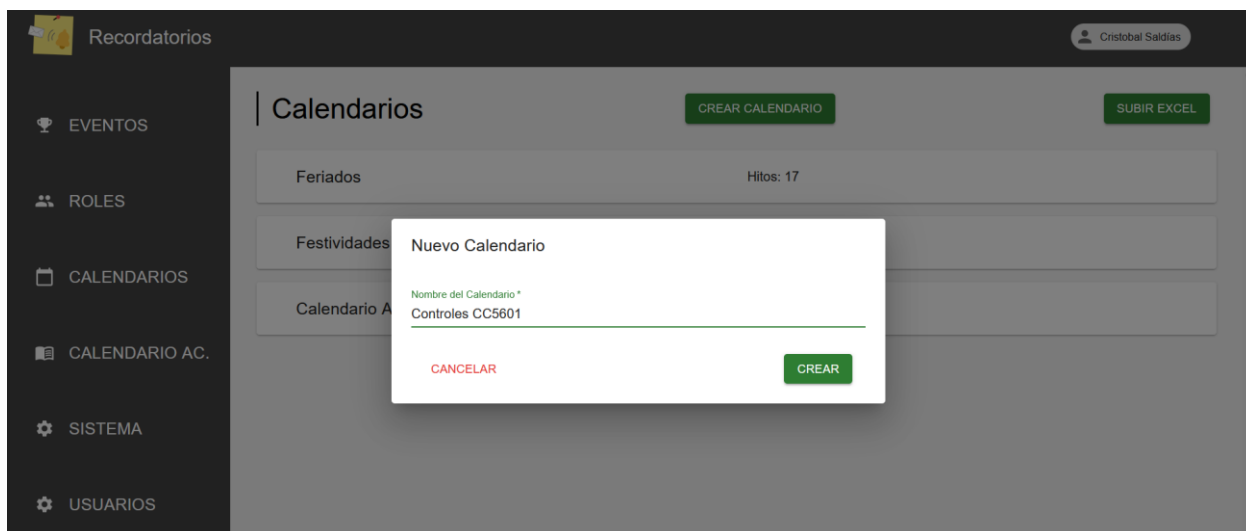 Recordatorios
Cristobal Saldías
EVENTOS
ROLES
CALENDARIOS
CALENDARIO AC.
SISTEMA
USUARIOS
Calendarios
CREAR CALENDARIO
SUBIR EXCEL
Feriados
Hitos: 17
Festividades
Calendario A
Nuevo Calendario
Nombre del Calendario *
Controles CC5601
CANCELAR
CREAR